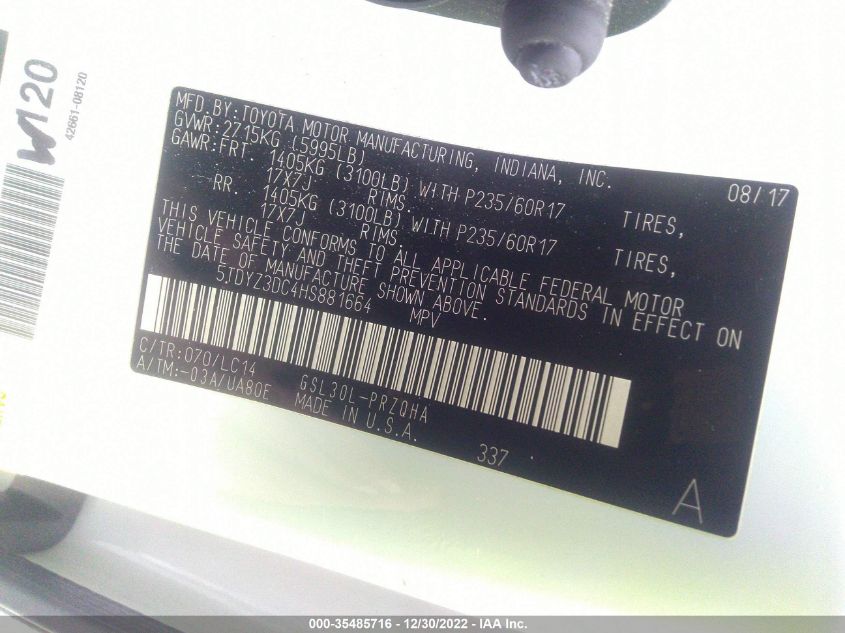 W120
42661-08120
MFD. BY: TOYOTA MOTOR MANUFACTURING, INDIANA, INC. 08/17
GVWR: 2715KG (5995LB)
GAWR: FRT. 1405KG (3100LB) WITH P235/60R17 TIRES,
17X7J RIMS.
RR. 1405KG (3100LB) WITH P235/60R17 TIRES,
17X7J RIMS.
THIS VEHICLE CONFORMS TO ALL APPLICABLE FEDERAL MOTOR
VEHICLE SAFETY AND THEFT PREVENTION STANDARDS IN EFFECT ON
THE DATE OF MANUFACTURE SHOWN ABOVE.
5TDYZ3DC4HS881664 MPV
C/TR: 070/LC14
A/TM: -03A/UA80E GSL30L-PRZQHA
MADE IN U.S.A.
337
A
000-35485716 - 12/30/2022 - IAA Inc.